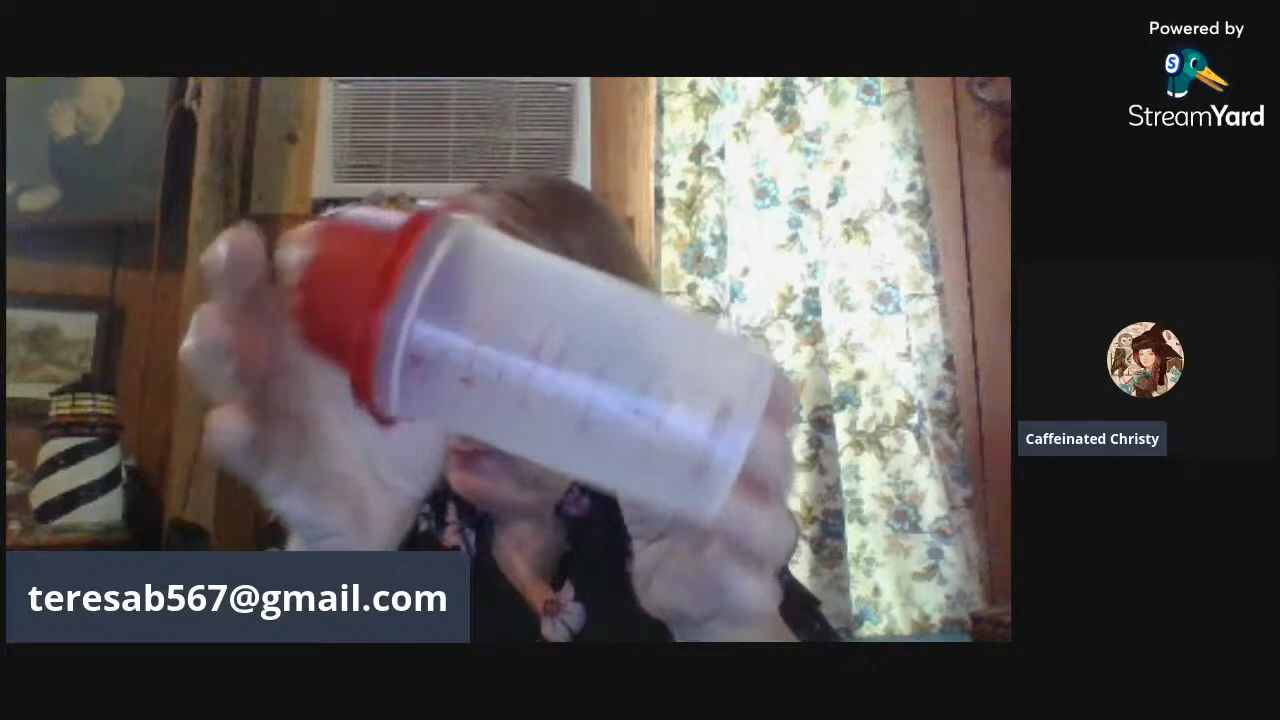 Powered by
StreamYard
Caffeinated Christy
teresab567@gmail.com